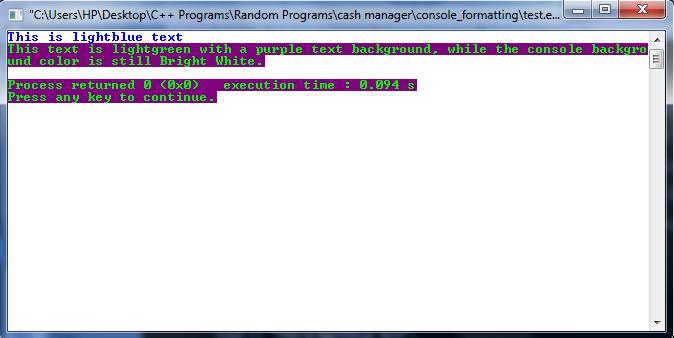 "C:\Users\HP\Desktop\C++ Programs\Random Programs\cash manager\console_formatting\test.e...
This is lightblue text
This text is lightgreen with a purple text background, while the console backgro
und color is still Bright White.
Process returned 0 (0x0)   execution time : 0.094 s
Press any key to continue.